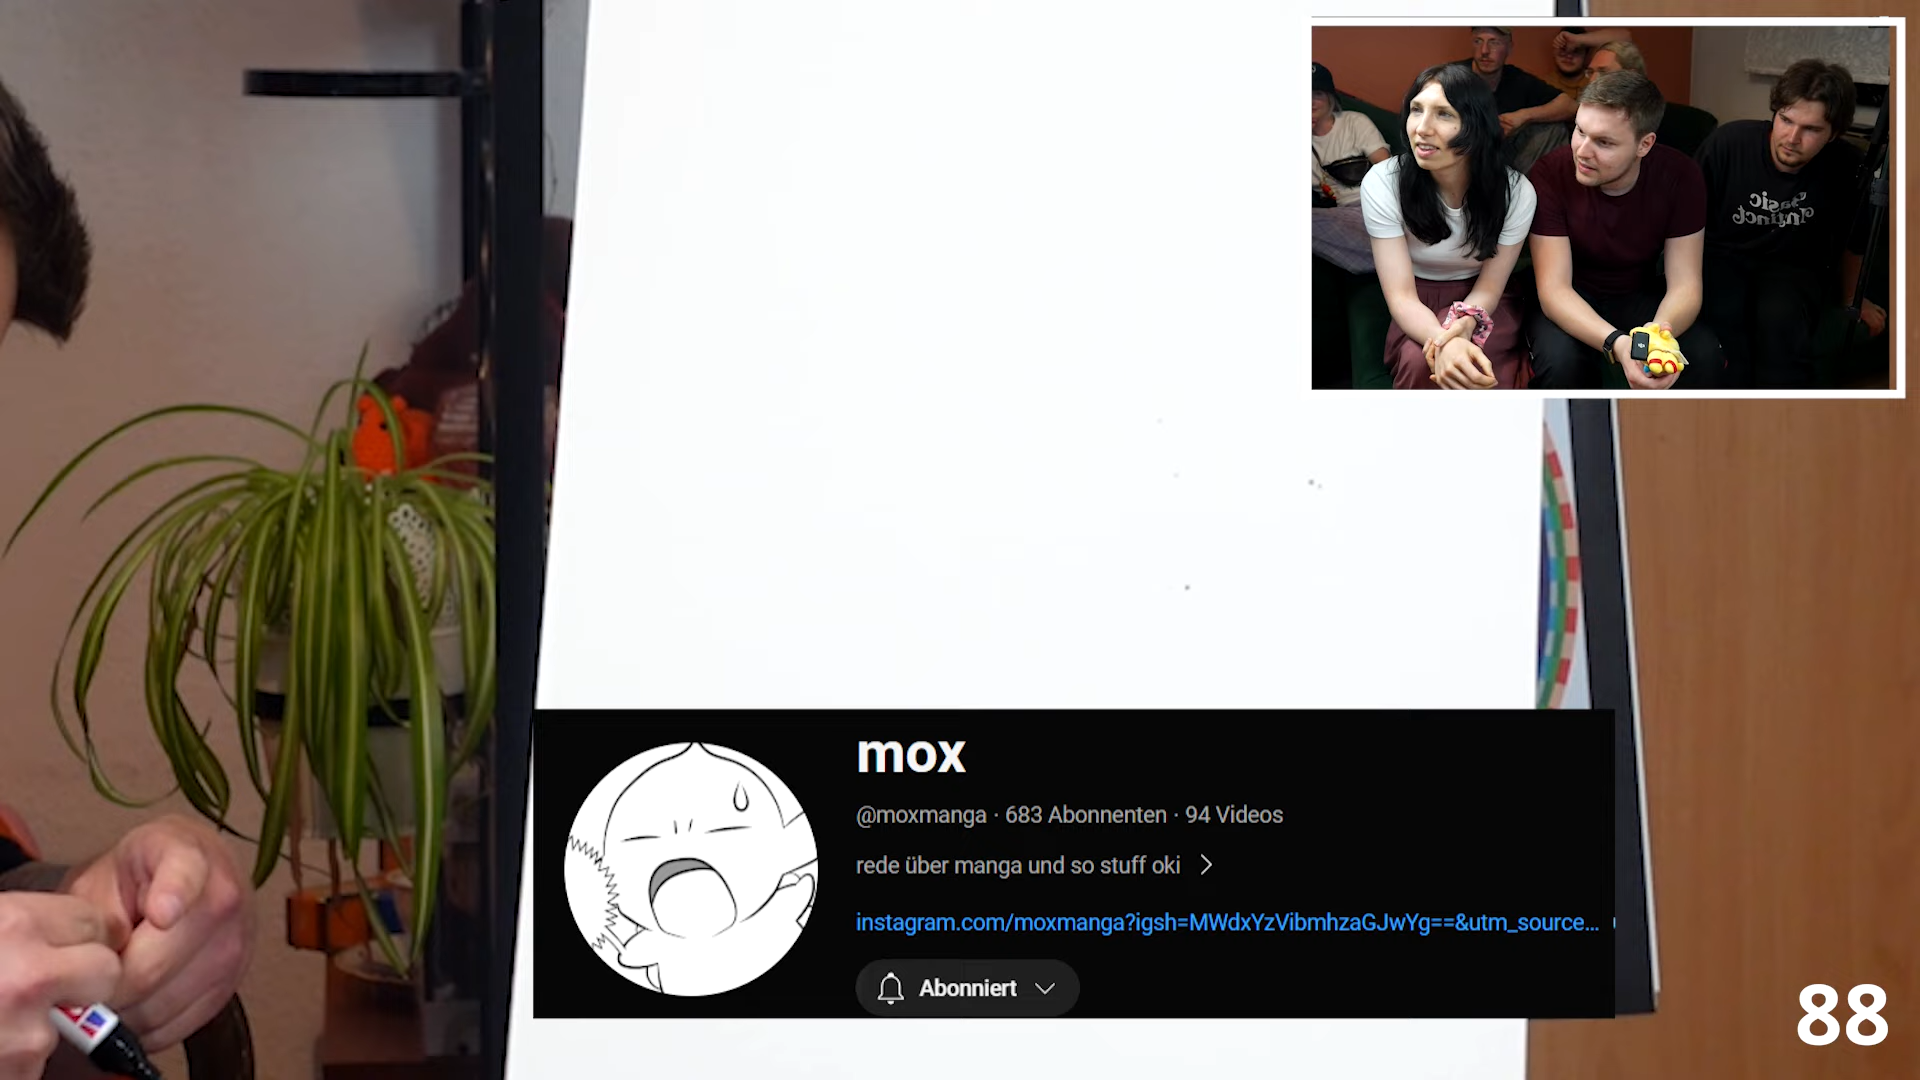 mox
@moxmanga · 683 Abonnenten · 94 Videos
rede über manga und so stuff oki
instagram.com/moxmanga?igsh=MWdxYzVibmhzaGJwYg==&utm_source...
Abonniert
88